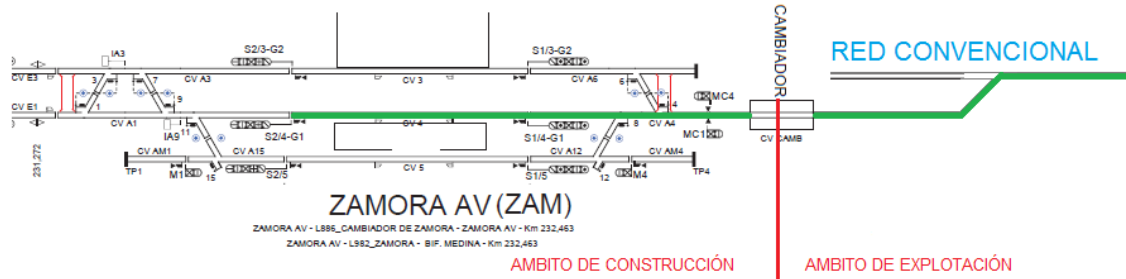 CAMBIADOR
IA3
S2/3-G2
S1/3-G2
RED CONVENCIONAL
CV E3
3
7
CV A3
CV 3
CV A6
6
MC4
1
9
4
CV E1
CV A1
11
IA9
S2/4-G1
CV 4
S1/4-G1
8
CV A4
MC1
CV CAMB
231,272
CV AM1
CV A15
CV 5
CV A12
CV AM4
TP1
M1
15
S2/5
S1/5
12
M4
TP4
ZAMORA AV (ZAM)
ZAMORA AV - L886_CAMBIADOR DE ZAMORA - ZAMORA AV - Km 232,463
ZAMORA AV - L982_ZAMORA - BIF. MEDINA - Km 232,463
AMBITO DE CONSTRUCCIÓN
AMBITO DE EXPLOTACIÓN